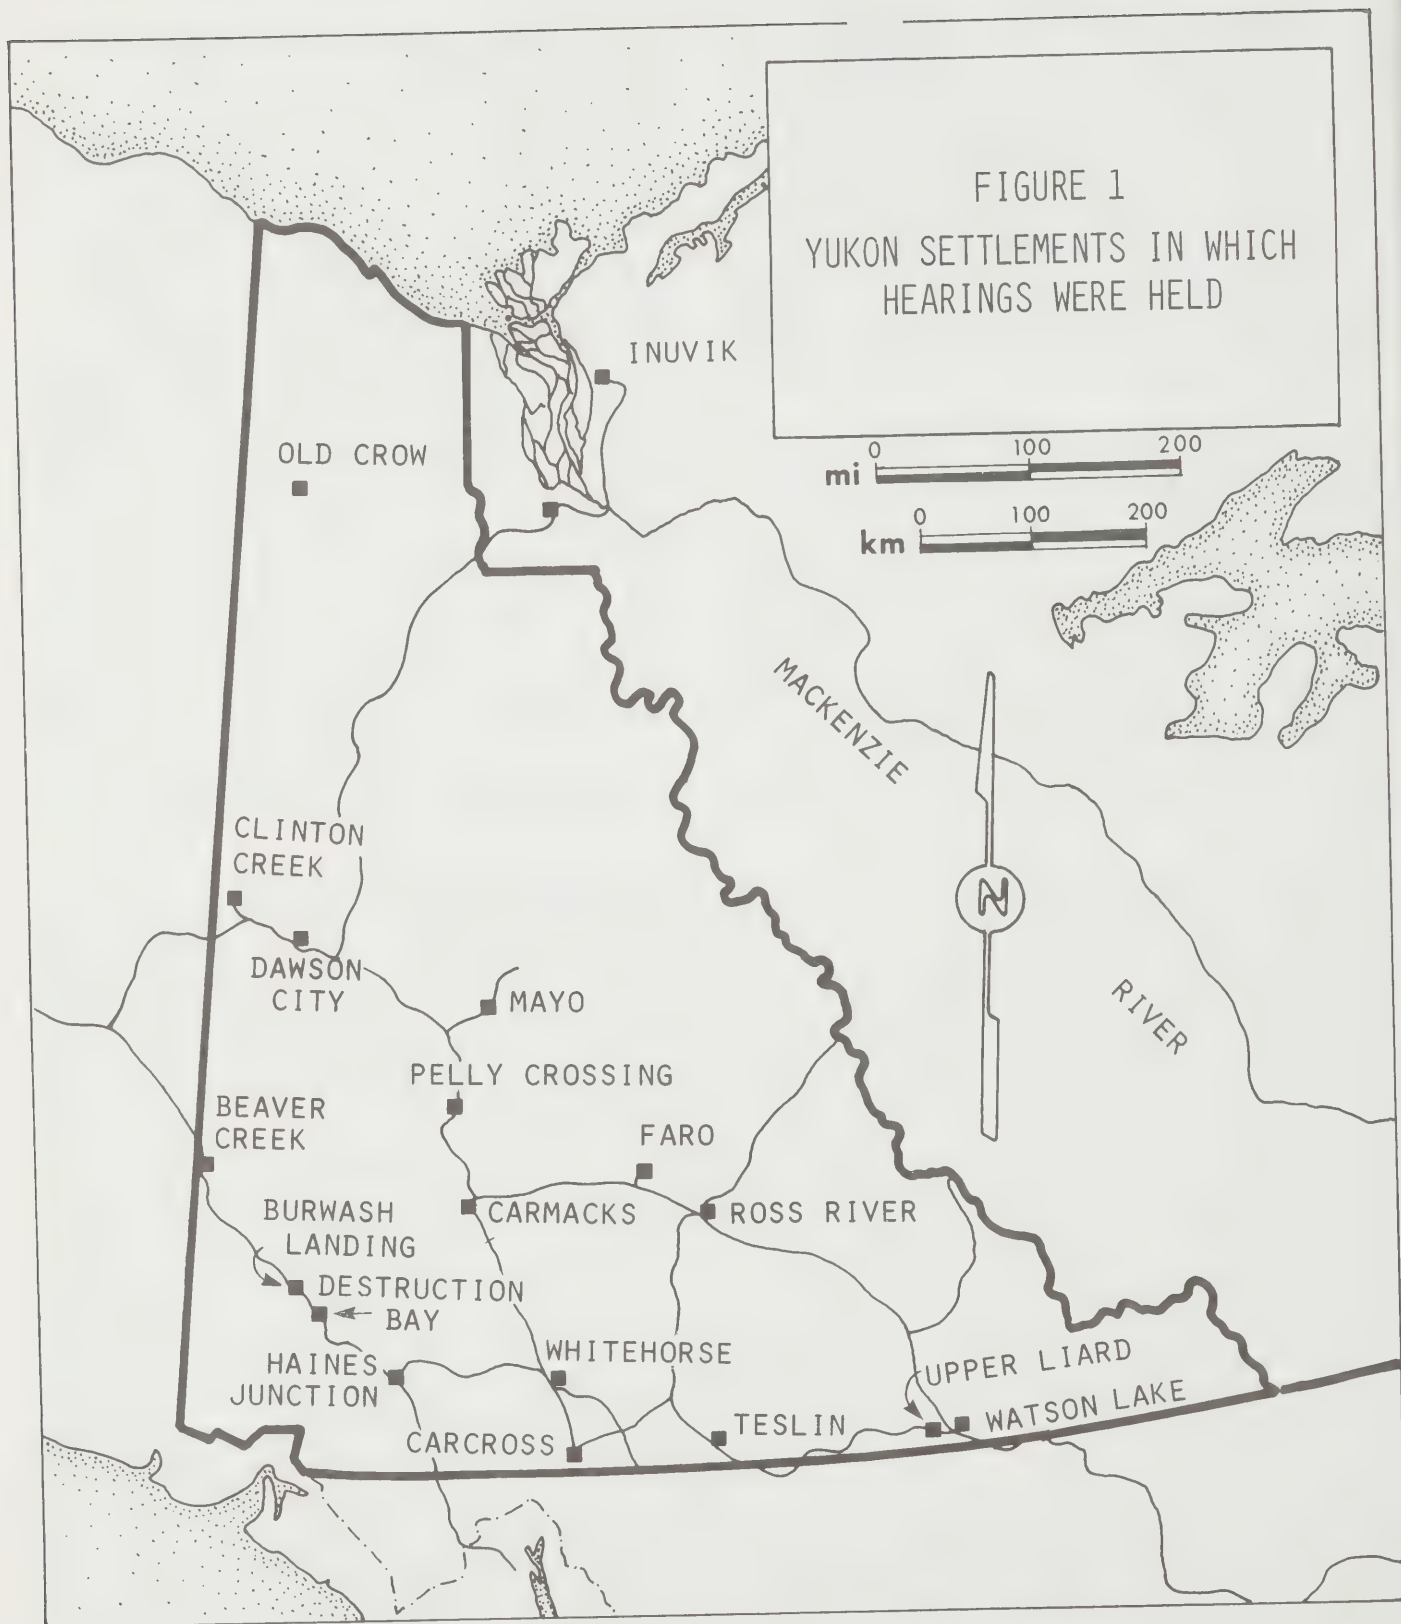 FIGURE 1
YUKON SETTLEMENTS IN WHICH
HEARINGS WERE HELD
INUVIK
0 100 200
mi
0 100 200
km
OLD CROW
MACKENZIE
RIVER
N
CLINTON
CREEK
DAWSON
CITY
MAYO
PELLY CROSSING
BEAVER
CREEK
FARO
BURWASH
LANDING
CARMACKS
ROSS RIVER
DESTRUCTION
BAY
HAINES
JUNCTION
WHITEHORSE
UPPER LIARD
WATSON LAKE
TESLIN
CARCROSS